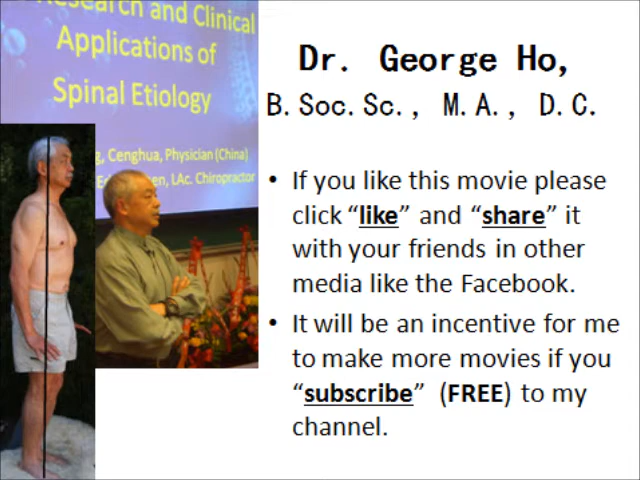 Research and Clinical
Applications of
Spinal Etiology
Cenghua, Physician (China)
LAc. Chiropractor
Dr. George Ho,
B.Soc.Sc., M.A., D.C.
• If you like this movie please
click “like” and “share” it
with your friends in other
media like the Facebook.
• It will be an incentive for me
to make more movies if you
“subscribe” (FREE) to my
channel.